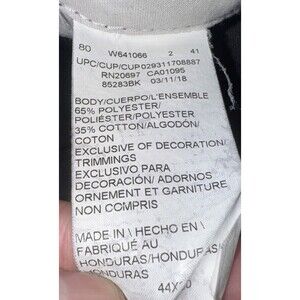 80 W641066 2 41
UPC/CUP/CUP029311708887
RN20697 CA01095
85283BK 03/11/18
BODY/CUERPO/L'ENSEMBLE
65% POLYESTER/
POLIÉSTER/POLYESTER
35% COTTON/ALGODÓN/
COTON
EXCLUSIVE OF DECORATION/
TRIMMINGS
EXCLUSIVO PARA
DECORACIÓN/ ADORNOS
ORNEMENT ET GARNITURE
NON COMPRIS
MADE IN \ HECHO EN \
FABRIQUÉ AU
HONDURAS/HONDURAS/
HONDURAS